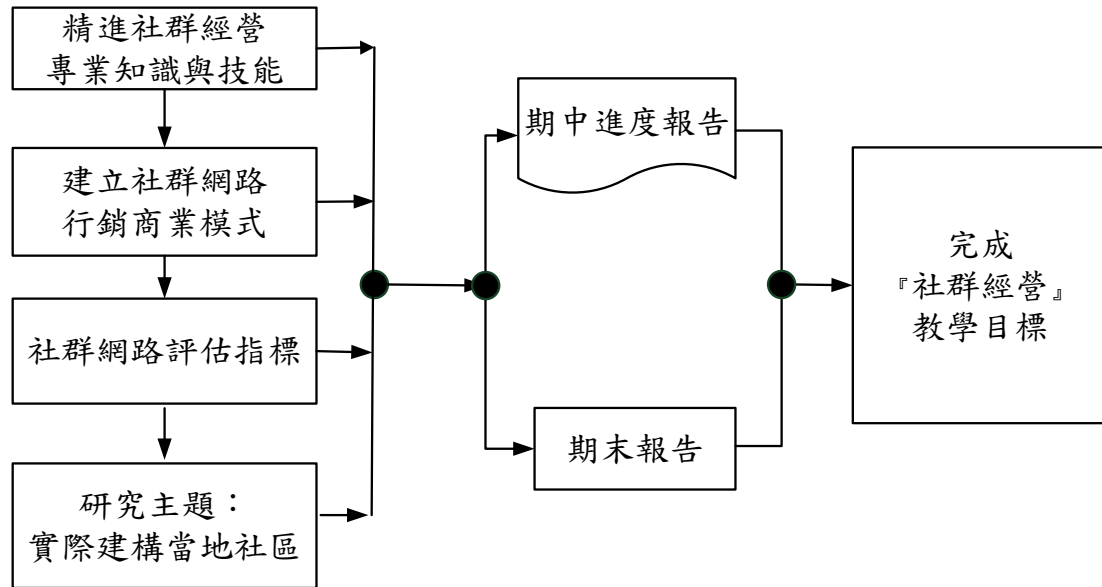 精進社群經營
專業知識與技能
建立社群網路
行銷商業模式
社群網路評估指標
研究主題：
實際建構當地社區
期中進度報告
期末報告
完成
『社群經營』
教學目標